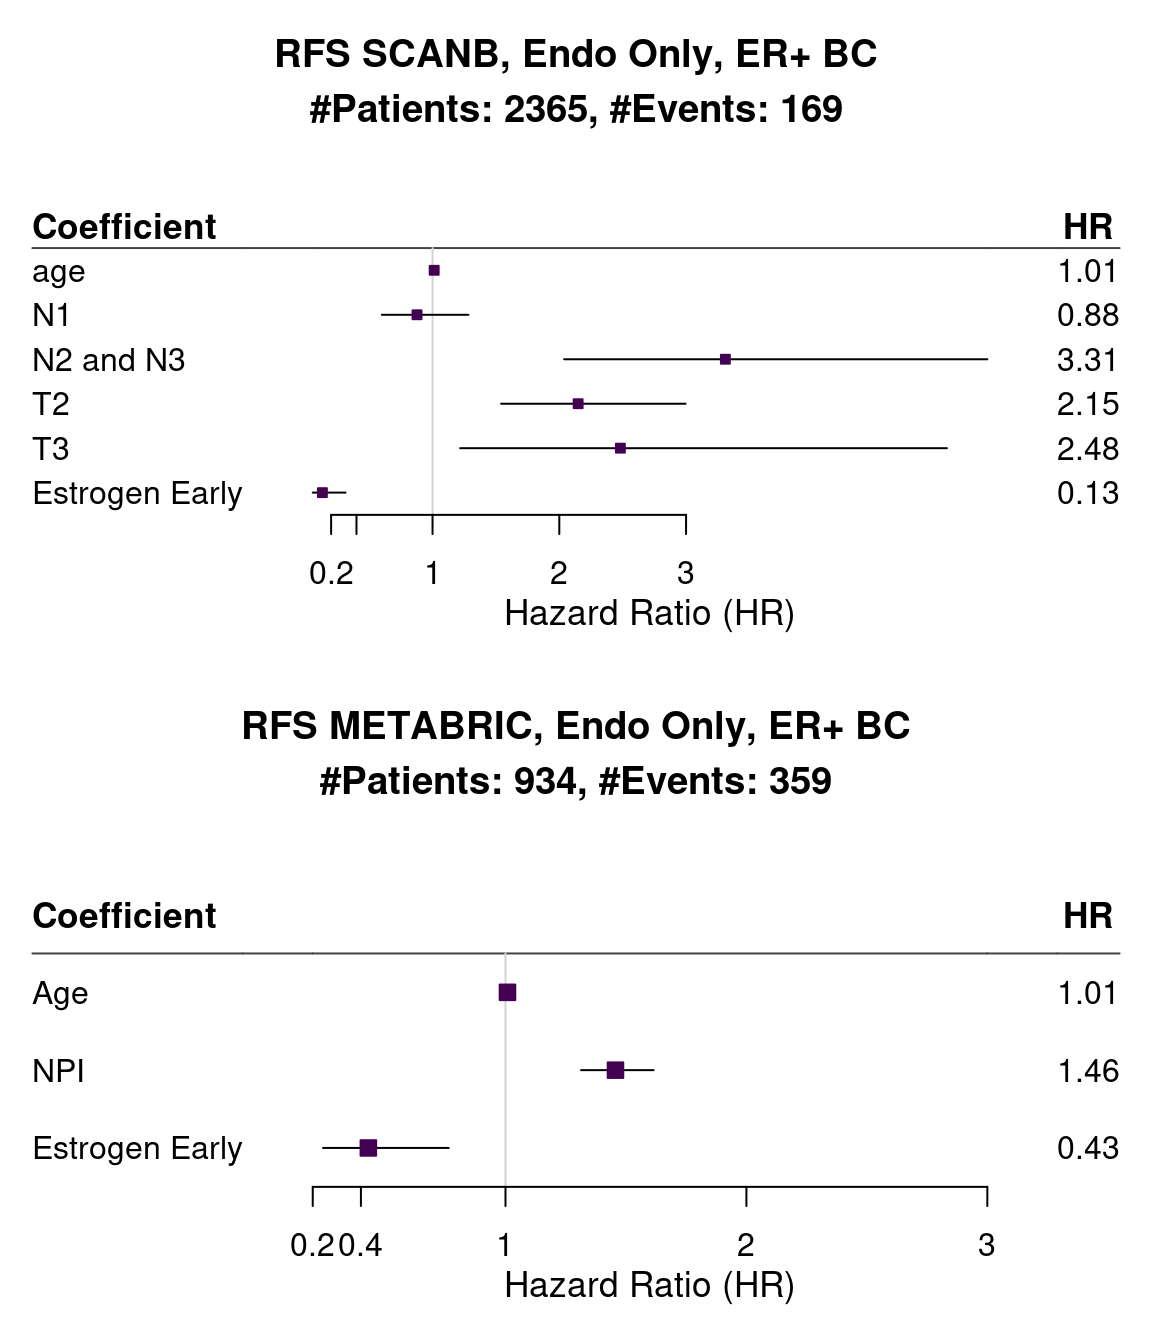 RFS SCANB, Endo Only, ER+ BC
#Patients: 2365, #Events: 169
Coefficient HR
age 1.01
N1 0.88
N2 and N3 3.31
T2 2.15
T3 2.48
Estrogen Early 0.13
0.2 1 2 3
Hazard Ratio (HR)
RFS METABRIC, Endo Only, ER+ BC
#Patients: 934, #Events: 359
Coefficient HR
Age 1.01
NPI 1.46
Estrogen Early 0.43
0.2 0.4 1 2 3
Hazard Ratio (HR)